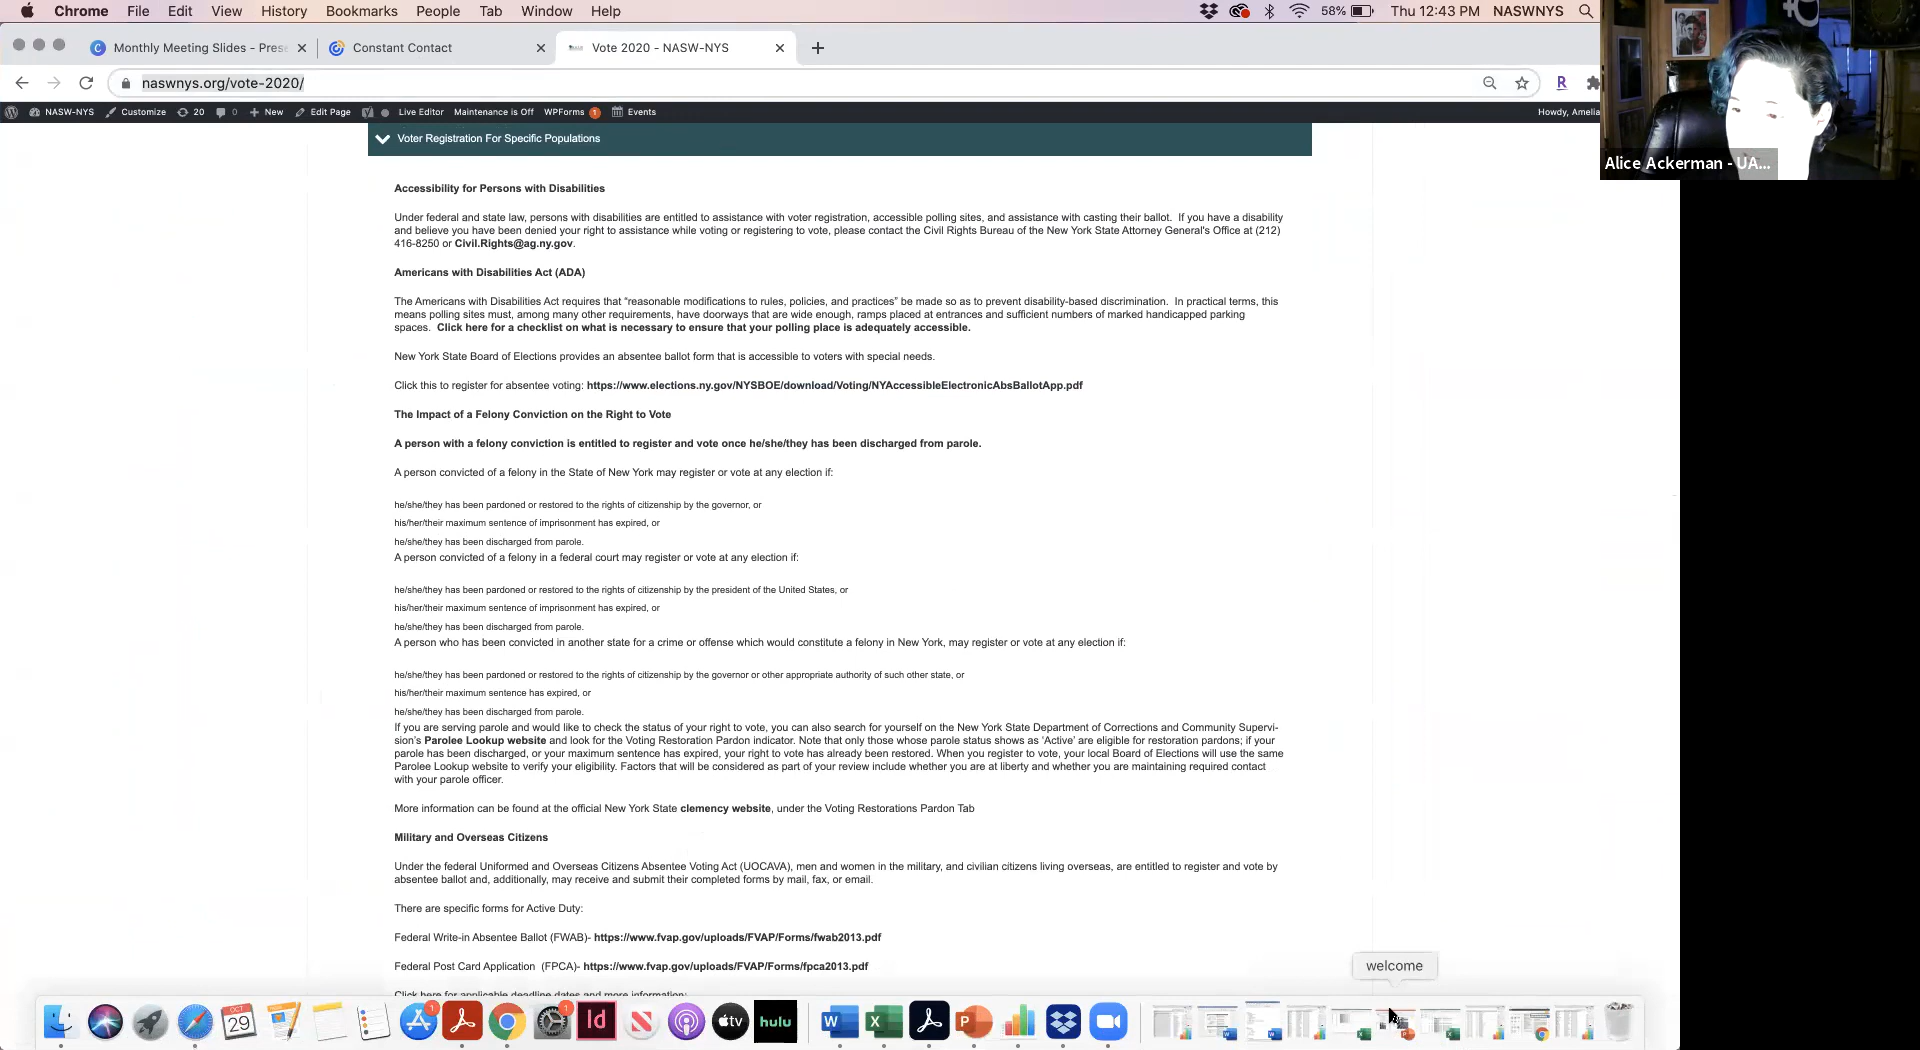 Chrome File Edit View History Bookmarks People Tab Window Help 58% Thu 12:43 PM NASWNYS
Monthly Meeting Slides - Pres
Constant Contact
Vote 2020 - NASW-NYS
naswnys.org/vote-2020/
NASW-NYS Customize 20 0 New Edit Page Live Editor Maintenance is Off WPForms 1 Events Howdy, Amelia
Alice Ackerman - UA...
Voter Registration For Specific Populations
Accessibility for Persons with Disabilities
Under federal and state law, persons with disabilities are entitled to assistance with voter registration, accessible polling sites, and assistance with casting their ballot. If you have a disability
and believe you have been denied your right to assistance while voting or registering to vote, please contact the Civil Rights Bureau of the New York State Attorney General's Office at (212)
416-8250 or Civil.Rights@ag.ny.gov.
Americans with Disabilities Act (ADA)
The Americans with Disabilities Act requires that “reasonable modifications to rules, policies, and practices” be made so as to prevent disability-based discrimination. In practical terms, this
means polling sites must, among many other requirements, have doorways that are wide enough, ramps placed at entrances and sufficient numbers of marked handicapped parking
spaces. Click here for a checklist on what is necessary to ensure that your polling place is adequately accessible.
New York State Board of Elections provides an absentee ballot form that is accessible to voters with special needs.
Click this to register for absentee voting: https://www.elections.ny.gov/NYSBOE/download/Voting/NYAccessibleElectronicAbsBallotApp.pdf
The Impact of a Felony Conviction on the Right to Vote
A person with a felony conviction is entitled to register and vote once he/she/they has been discharged from parole.
A person convicted of a felony in the State of New York may register or vote at any election if:
he/she/they has been pardoned or restored to the rights of citizenship by the governor, or
his/her/their maximum sentence of imprisonment has expired, or
he/she/they has been discharged from parole.
A person convicted of a felony in a federal court may register or vote at any election if:
he/she/they has been pardoned or restored to the rights of citizenship by the president of the United States, or
his/her/their maximum sentence of imprisonment has expired, or
he/she/they has been discharged from parole.
A person who has been convicted in another state for a crime or offense which would constitute a felony in New York, may register or vote at any election if:
he/she/they has been pardoned or restored to the rights of citizenship by the governor or other appropriate authority of such other state, or
his/her/their maximum sentence has expired, or
he/she/they has been discharged from parole.
If you are serving parole and would like to check the status of your right to vote, you can also search for yourself on the New York State Department of Corrections and Community Supervi-
sion’s Parolee Lookup website and look for the Voting Restoration Pardon indicator. Note that only those whose parole status shows as ‘Active’ are eligible for restoration pardons; if your
parole has been discharged, or your maximum sentence has expired, your right to vote has already been restored. When you register to vote, your local Board of Elections will use the same
Parolee Lookup website to verify your eligibility. Factors that will be considered as part of your review include whether you are at liberty and whether you are maintaining required contact
with your parole officer.
More information can be found at the official New York State clemency website, under the Voting Restorations Pardon Tab
Military and Overseas Citizens
Under the federal Uniformed and Overseas Citizens Absentee Voting Act (UOCAVA), men and women in the military, and civilian citizens living overseas, are entitled to register and vote by
absentee ballot and, additionally, may receive and submit their completed forms by mail, fax, or email.
There are specific forms for Active Duty:
Federal Write-in Absentee Ballot (FWAB)- https://www.fvap.gov/uploads/FVAP/Forms/fwab2013.pdf
Federal Post Card Application (FPCA)- https://www.fvap.gov/uploads/FVAP/Forms/fpca2013.pdf
welcome
Click here for applicable deadline dates and more information:
OCT
29
1
1
Id
tv
hulu
W
X
P